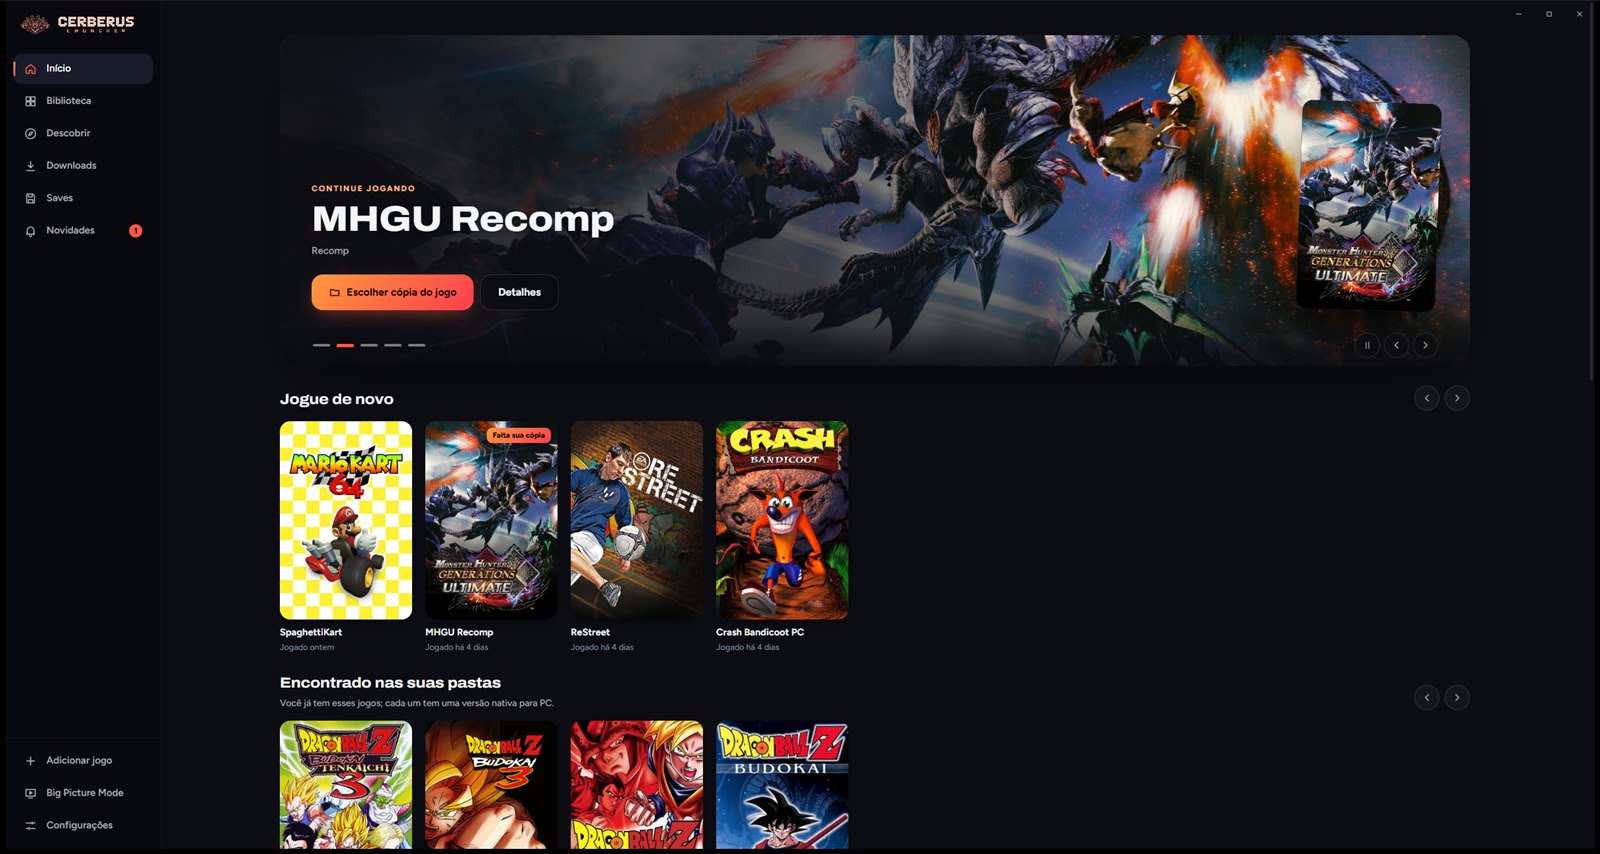 CERBERUS
LAUNCHER
Início
Biblioteca
Descobrir
Downloads
Saves
Novidades
1
CONTINUE JOGANDO
MHGU Recomp
Recomp
Escolher cópia do jogo
Detalhes
MONSTER HUNTER
GENERATIONS
ULTIMATE
Jogue de novo
MARIO KART
64
Falta sua cópia
MONSTER HUNTER
GENERATIONS
ULTIMATE
RE
STREET
CRASH
BANDICOOT
SpaghettiKart
Jogado ontem
MHGU Recomp
Jogado há 4 dias
ReStreet
Jogado há 4 dias
Crash Bandicoot PC
Jogado há 4 dias
Encontrado nas suas pastas
Você já tem esses jogos; cada um tem uma versão nativa para PC.
DRAGON BALL Z
BUDOKAI
TENKAICHI
3
DRAGON BALL Z
BUDOKAI
3
DRAGON BALL Z
DRAGON BALL Z
BUDOKAI
Adicionar jogo
Big Picture Mode
Configurações